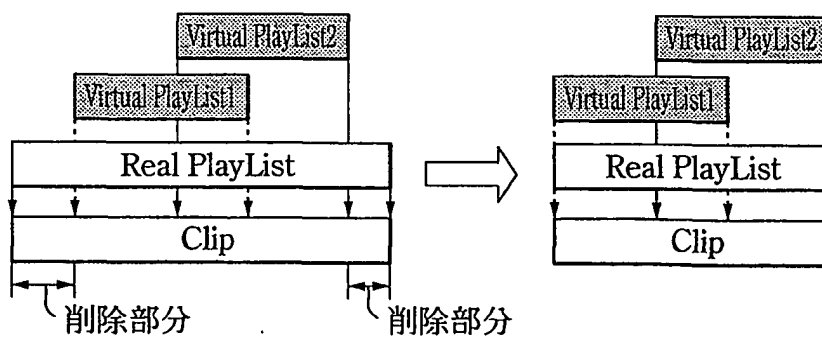 Virtual PlayList2
Virtual PlayList1
Real PlayList
Clip
削除部分
削除部分
Virtual PlayList2
Virtual PlayList1
Real PlayList
Clip